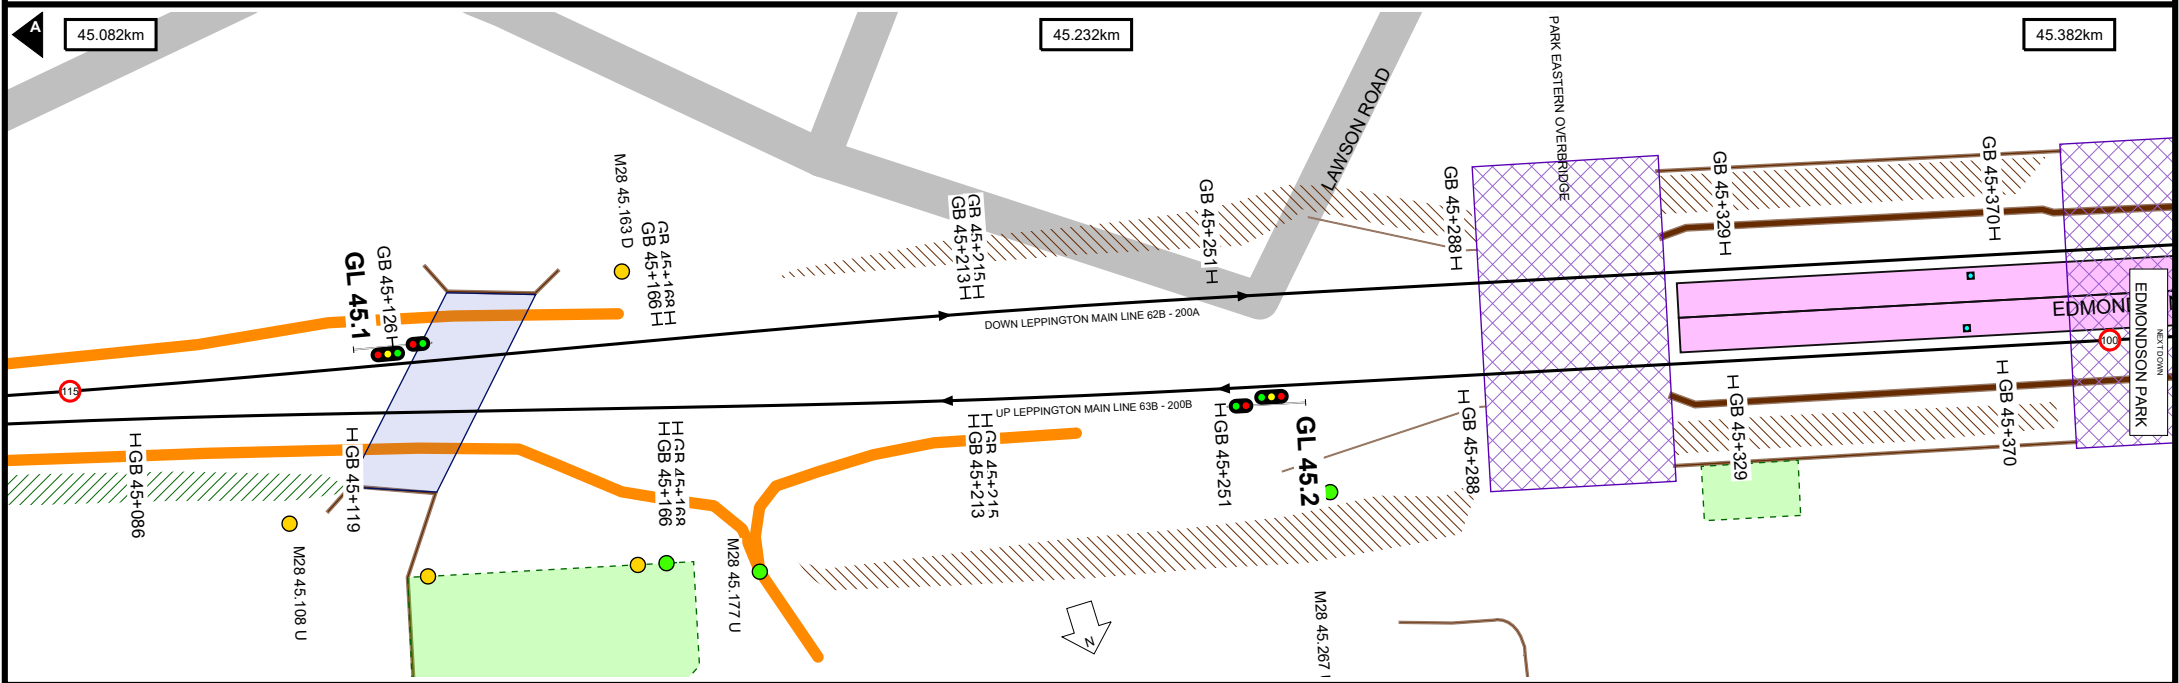 A
45.082km
45.232km
45.382km
PARK EASTERN OVERBRIDGE
LAWSON ROAD
M28 45.163 D
GB 45+168 H
GB 45+166 H
GL 45.1
GB 45+126 H
GB 45+215 H
GB 45+213 H
GB 45+251 H
GB 45+288 H
GB 45+329 H
GB 45+370 H
DOWN LEPPINGTON MAIN LINE 62B - 200A
UP LEPPINGTON MAIN LINE 63B - 200B
115
100
EDMOND
EDMONDSON PARK
NEXT DOWN
H GB 45+086
H GB 45+119
H GB 45+168
H GB 45+166
H GB 45+215
H GB 45+213
H GB 45+251
GL 45.2
H GB 45+288
H GB 45+329
H GB 45+370
M28 45.108 U
M28 45.177 U
M28 45.267
N